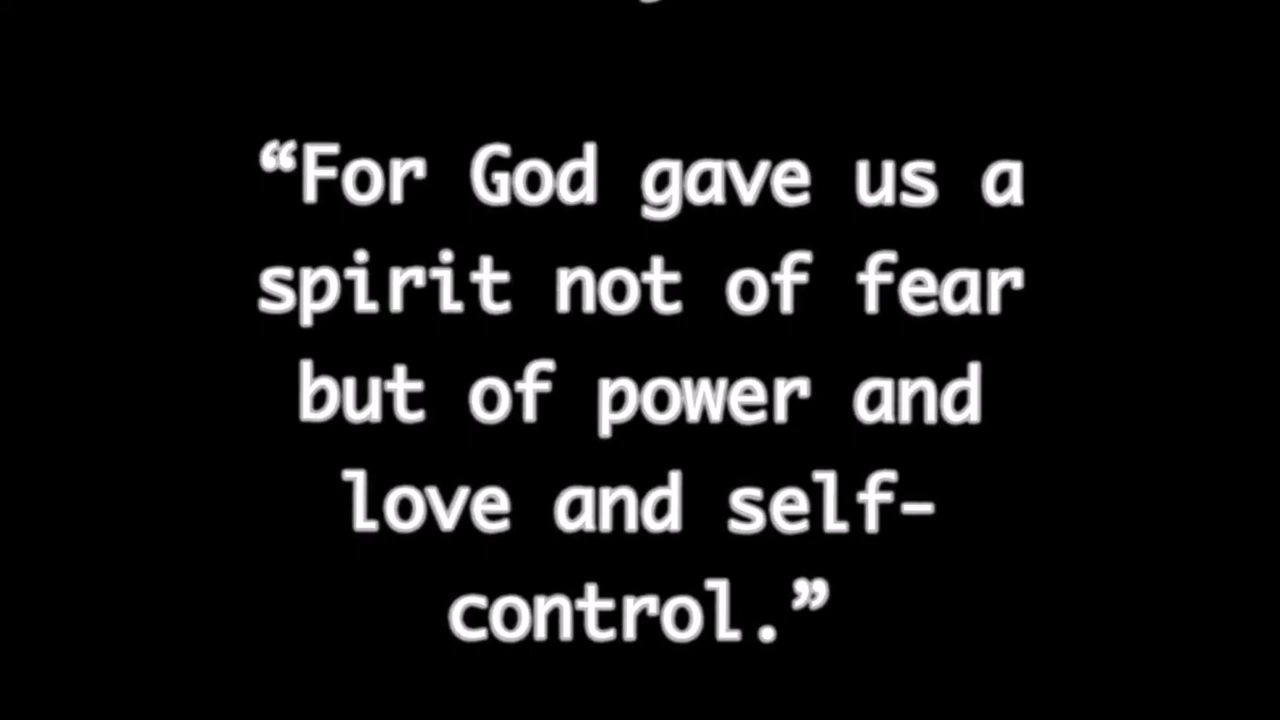 “For God gave us a
spirit not of fear
but of power and
love and self-
control.”